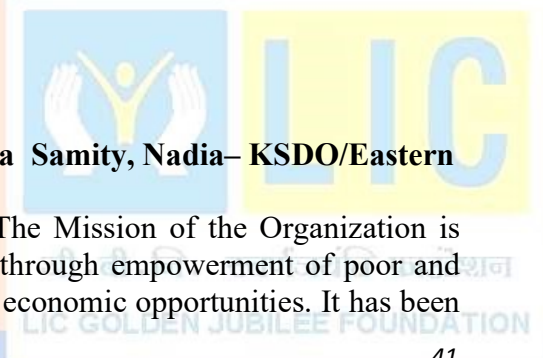 LIC
a Samity, Nadia– KSDO/Eastern
The Mission of the Organization is
through empowerment of poor and
economic opportunities. It has been
LIC GOLDEN JUBILEE FOUNDATION
41